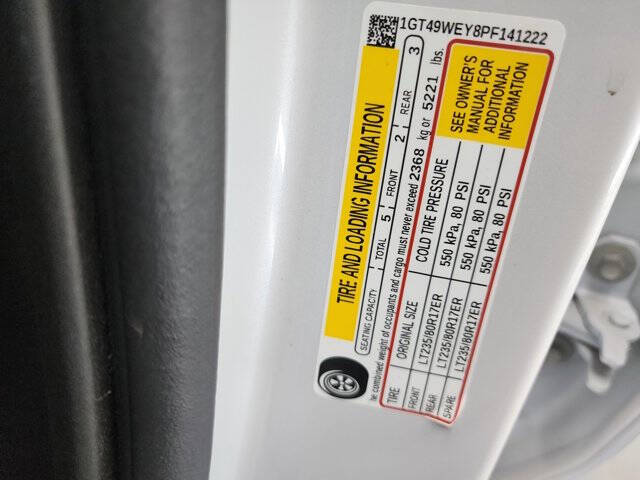 1GT49WEY8PF141222
TIRE AND LOADING INFORMATION
SEATING CAPACITY TOTAL 5 FRONT 2 REAR 3
combined weight of occupants and cargo must never exceed 2368 kg or 5221 lbs.
TIRE ORIGINAL SIZE COLD TIRE PRESSURE
FRONT LT235/80R17ER 550 kPa, 80 PSI
REAR LT235/80R17ER 550 kPa, 80 PSI
SPARE LT235/80R17ER 550 kPa, 80 PSI
SEE OWNER'S
MANUAL FOR
ADDITIONAL
INFORMATION